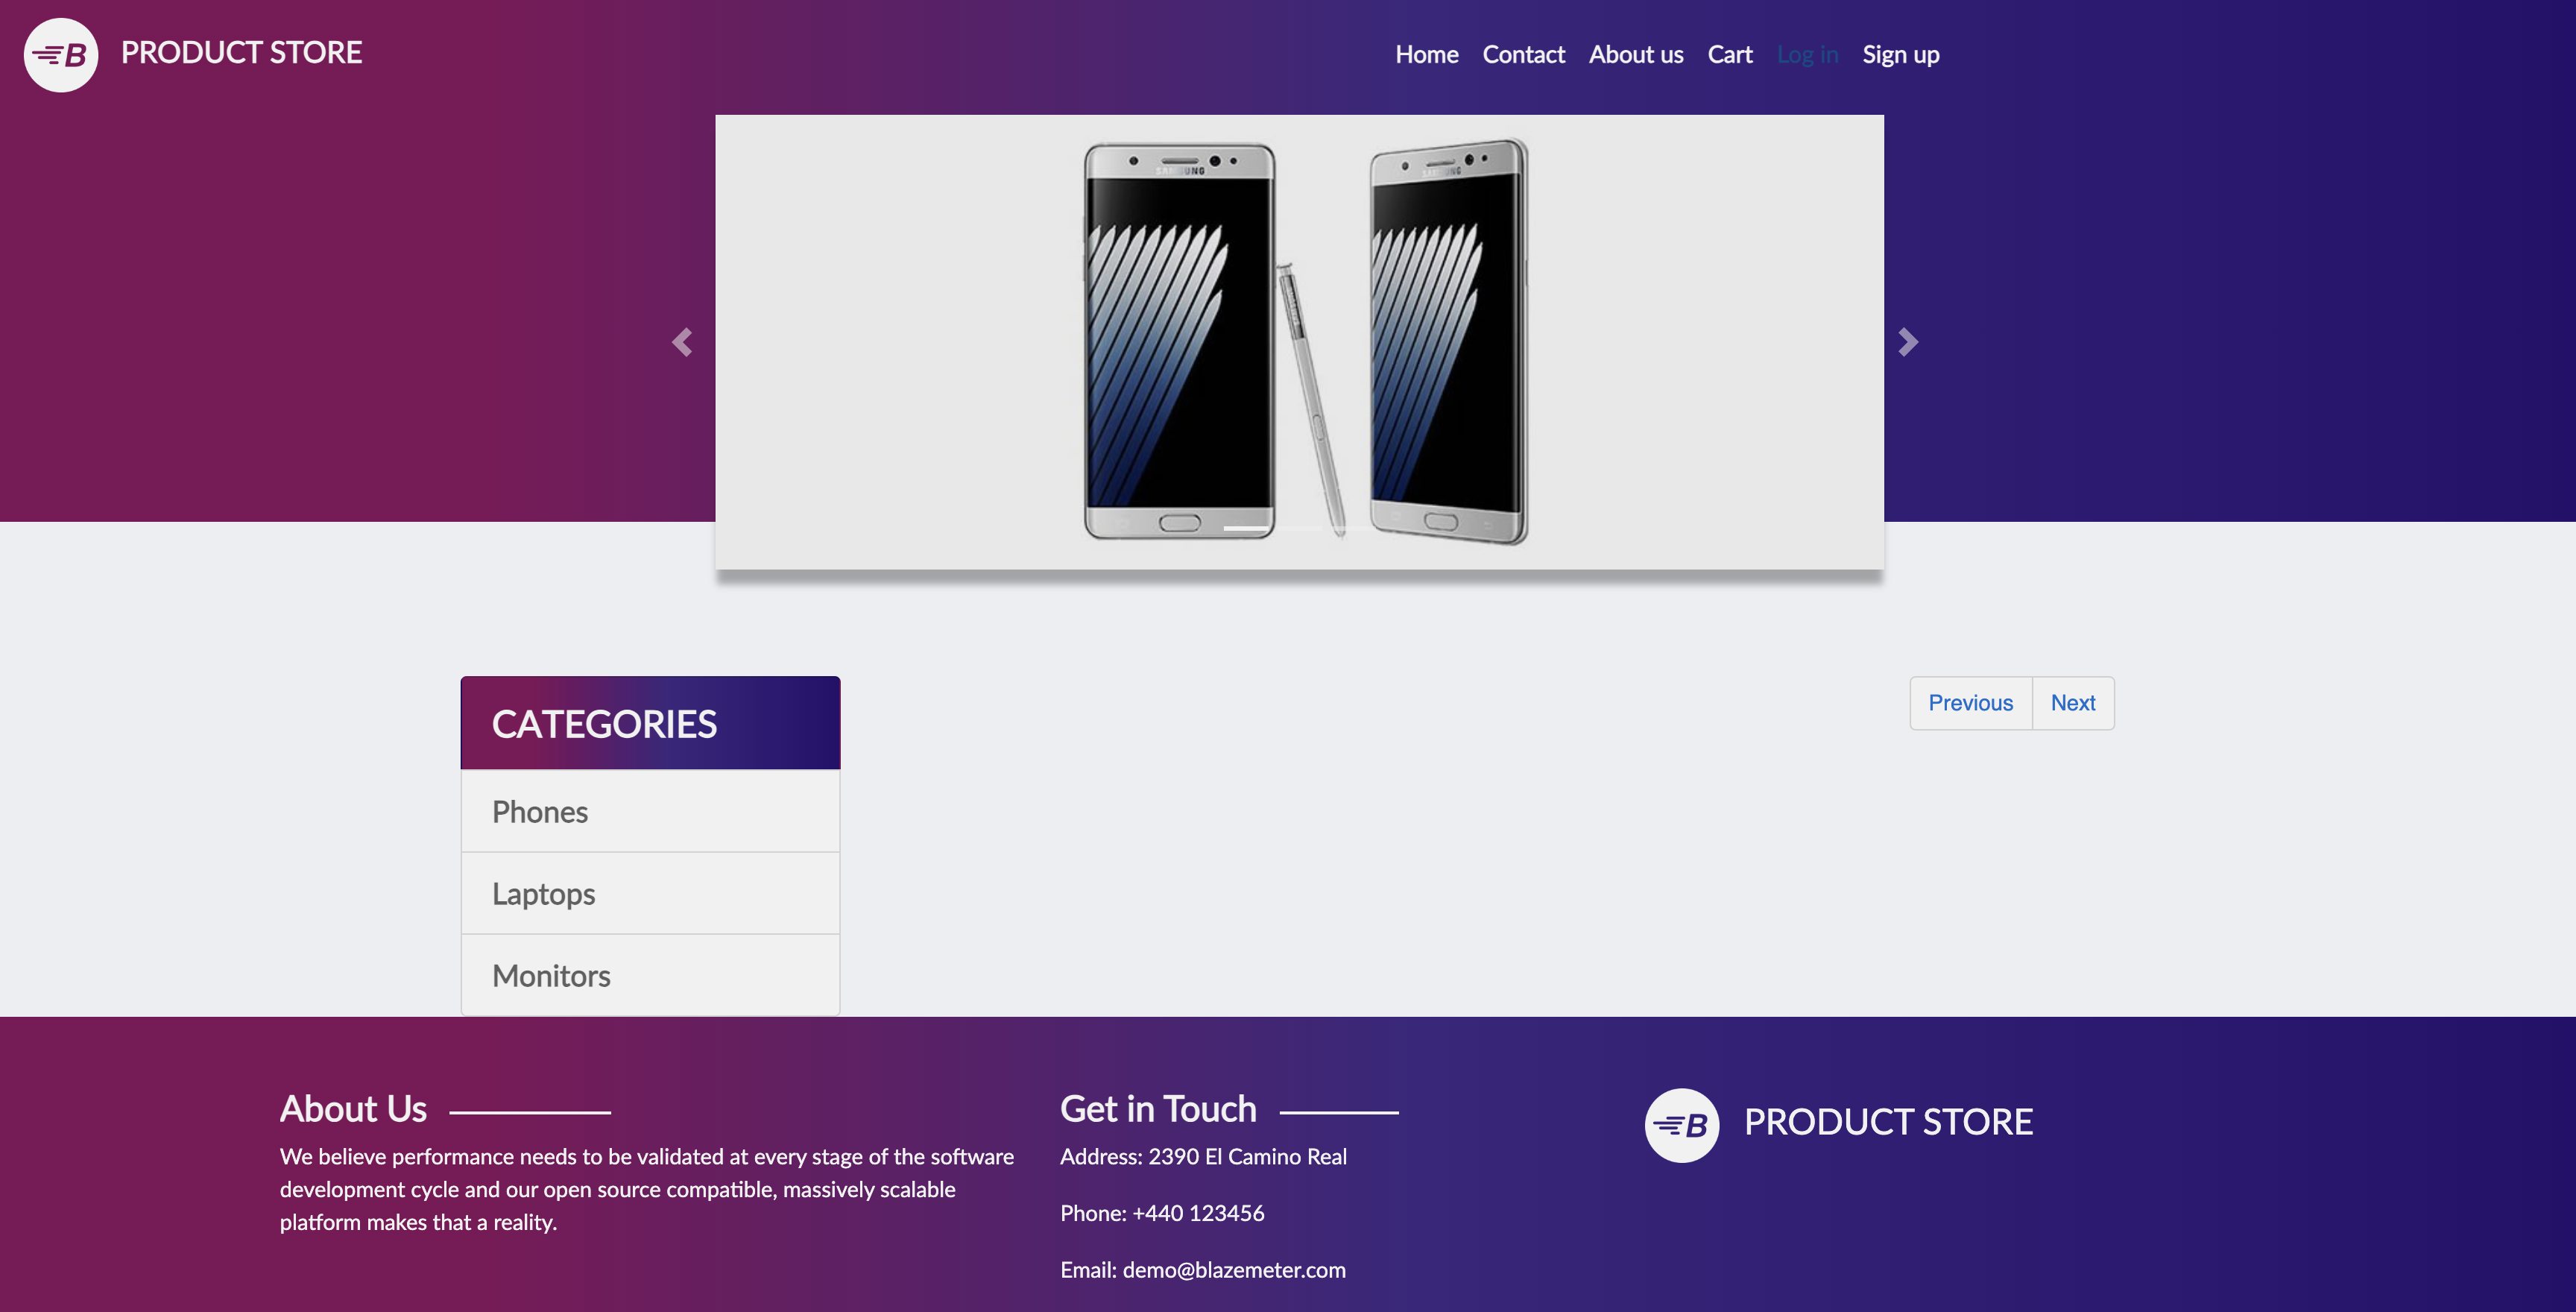 B PRODUCT STORE
Home Contact About us Cart Log in Sign up
SAMSUNG SAMSUNG
CATEGORIES
Phones
Laptops
Monitors
Previous Next
About Us
We believe performance needs to be validated at every stage of the software
development cycle and our open source compatible, massively scalable
platform makes that a reality.
Get in Touch
Address: 2390 El Camino Real
Phone: +440 123456
Email: demo@blazemeter.com
B PRODUCT STORE